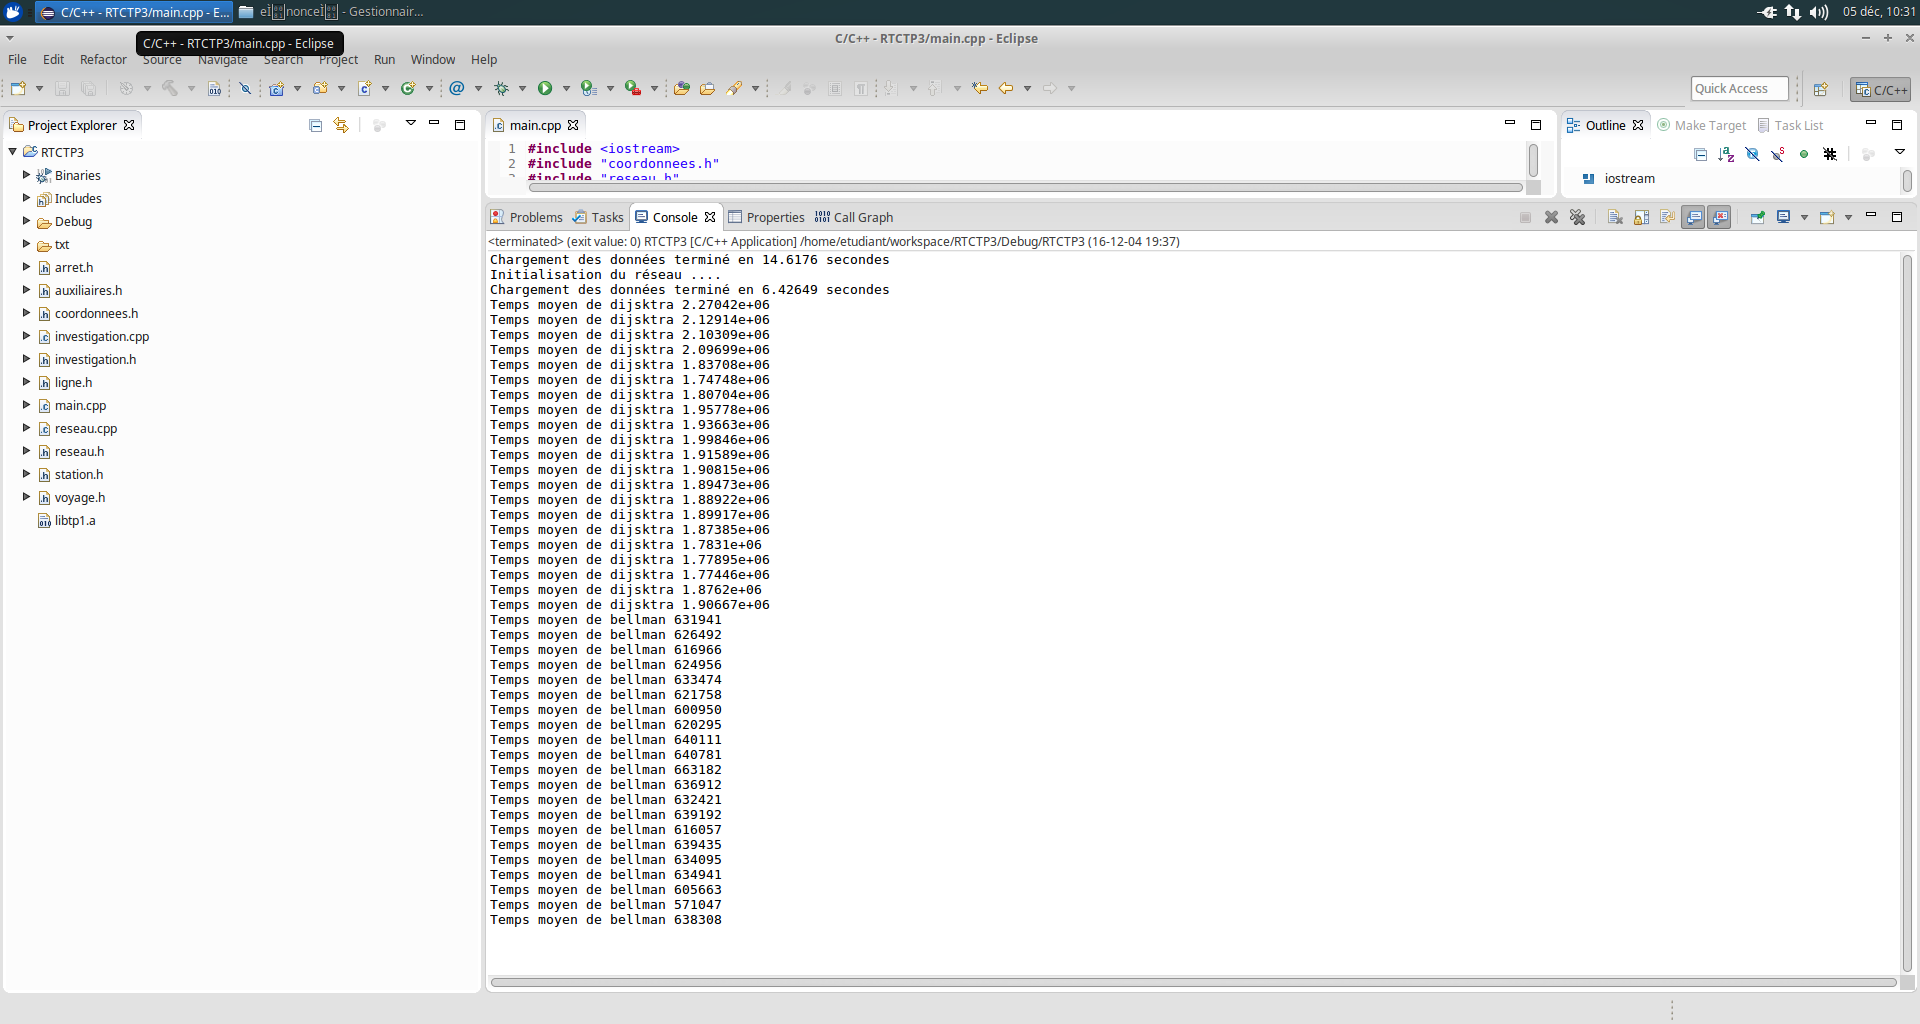 C/C++ - RTCTP3/main.cpp - E...
- Gestionnair...
05 déc, 10:31
C/C++ - RTCTP3/main.cpp - Eclipse
C/C++ - RTCTP3/main.cpp - Eclipse
File Edit Refactor Source Navigate Search Project Run Window Help
Quick Access
C/C++
Project Explorer
RTCTP3
Binaries
Includes
Debug
txt
arret.h
auxiliaires.h
coordonnees.h
investigation.cpp
investigation.h
ligne.h
main.cpp
reseau.cpp
reseau.h
station.h
voyage.h
libtp1.a
main.cpp
1 #include <iostream>
2 #include "coordonnees.h"
#include "reseau.h"
Outline Make Target Task List
iostream
Problems Tasks Console Properties Call Graph
<terminated> (exit value: 0) RTCTP3 [C/C++ Application] /home/etudiant/workspace/RTCTP3/Debug/RTCTP3 (16-12-04 19:37)
Chargement des données terminé en 14.6176 secondes
Initialisation du réseau ....
Chargement des données terminé en 6.42649 secondes
Temps moyen de dijsktra 2.27042e+06
Temps moyen de dijsktra 2.12914e+06
Temps moyen de dijsktra 2.10309e+06
Temps moyen de dijsktra 2.09699e+06
Temps moyen de dijsktra 1.83708e+06
Temps moyen de dijsktra 1.74748e+06
Temps moyen de dijsktra 1.80704e+06
Temps moyen de dijsktra 1.95778e+06
Temps moyen de dijsktra 1.93663e+06
Temps moyen de dijsktra 1.99846e+06
Temps moyen de dijsktra 1.91589e+06
Temps moyen de dijsktra 1.90815e+06
Temps moyen de dijsktra 1.89473e+06
Temps moyen de dijsktra 1.88922e+06
Temps moyen de dijsktra 1.89917e+06
Temps moyen de dijsktra 1.87385e+06
Temps moyen de dijsktra 1.7831e+06
Temps moyen de dijsktra 1.77895e+06
Temps moyen de dijsktra 1.77446e+06
Temps moyen de dijsktra 1.8762e+06
Temps moyen de dijsktra 1.90667e+06
Temps moyen de bellman 631941
Temps moyen de bellman 626492
Temps moyen de bellman 616966
Temps moyen de bellman 624956
Temps moyen de bellman 633474
Temps moyen de bellman 621758
Temps moyen de bellman 600950
Temps moyen de bellman 620295
Temps moyen de bellman 640111
Temps moyen de bellman 640781
Temps moyen de bellman 663182
Temps moyen de bellman 636912
Temps moyen de bellman 632421
Temps moyen de bellman 639192
Temps moyen de bellman 616057
Temps moyen de bellman 639435
Temps moyen de bellman 634095
Temps moyen de bellman 634941
Temps moyen de bellman 605663
Temps moyen de bellman 571047
Temps moyen de bellman 638308